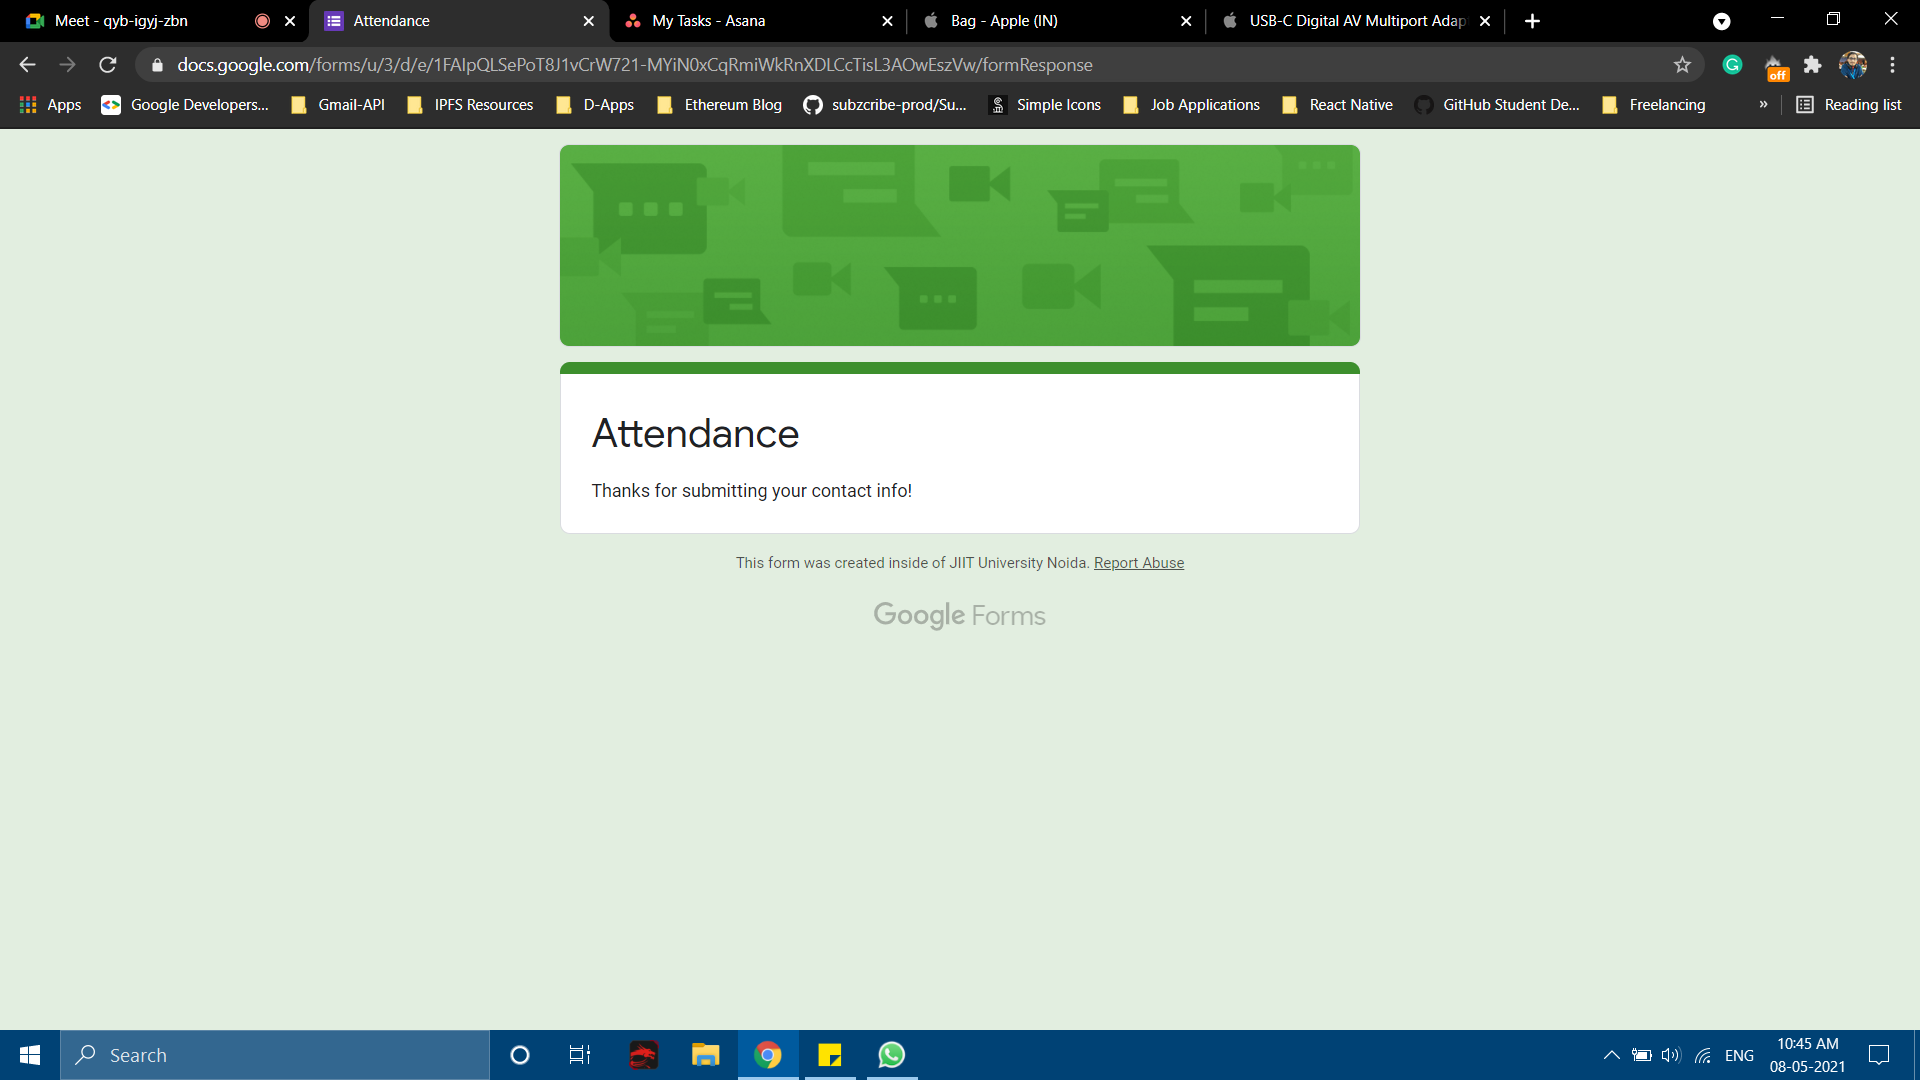 Meet - qyb-igyj-zbn
Attendance
My Tasks - Asana
Bag - Apple (IN)
USB-C Digital AV Multiport Adap
docs.google.com/forms/u/3/d/e/1FAIpQLSePoT8J1vCrW721-MYiN0xCqRmiWkRnXDLCcTisL3AOwEszVw/formResponse
off
Apps
Google Developers...
Gmail-API
IPFS Resources
D-Apps
Ethereum Blog
subzcribe-prod/Su...
Simple Icons
Job Applications
React Native
GitHub Student De...
Freelancing
»
Reading list
Attendance
Thanks for submitting your contact info!
This form was created inside of JIIT University Noida. Report Abuse
Google Forms
Search
ENG
10:45 AM
08-05-2021